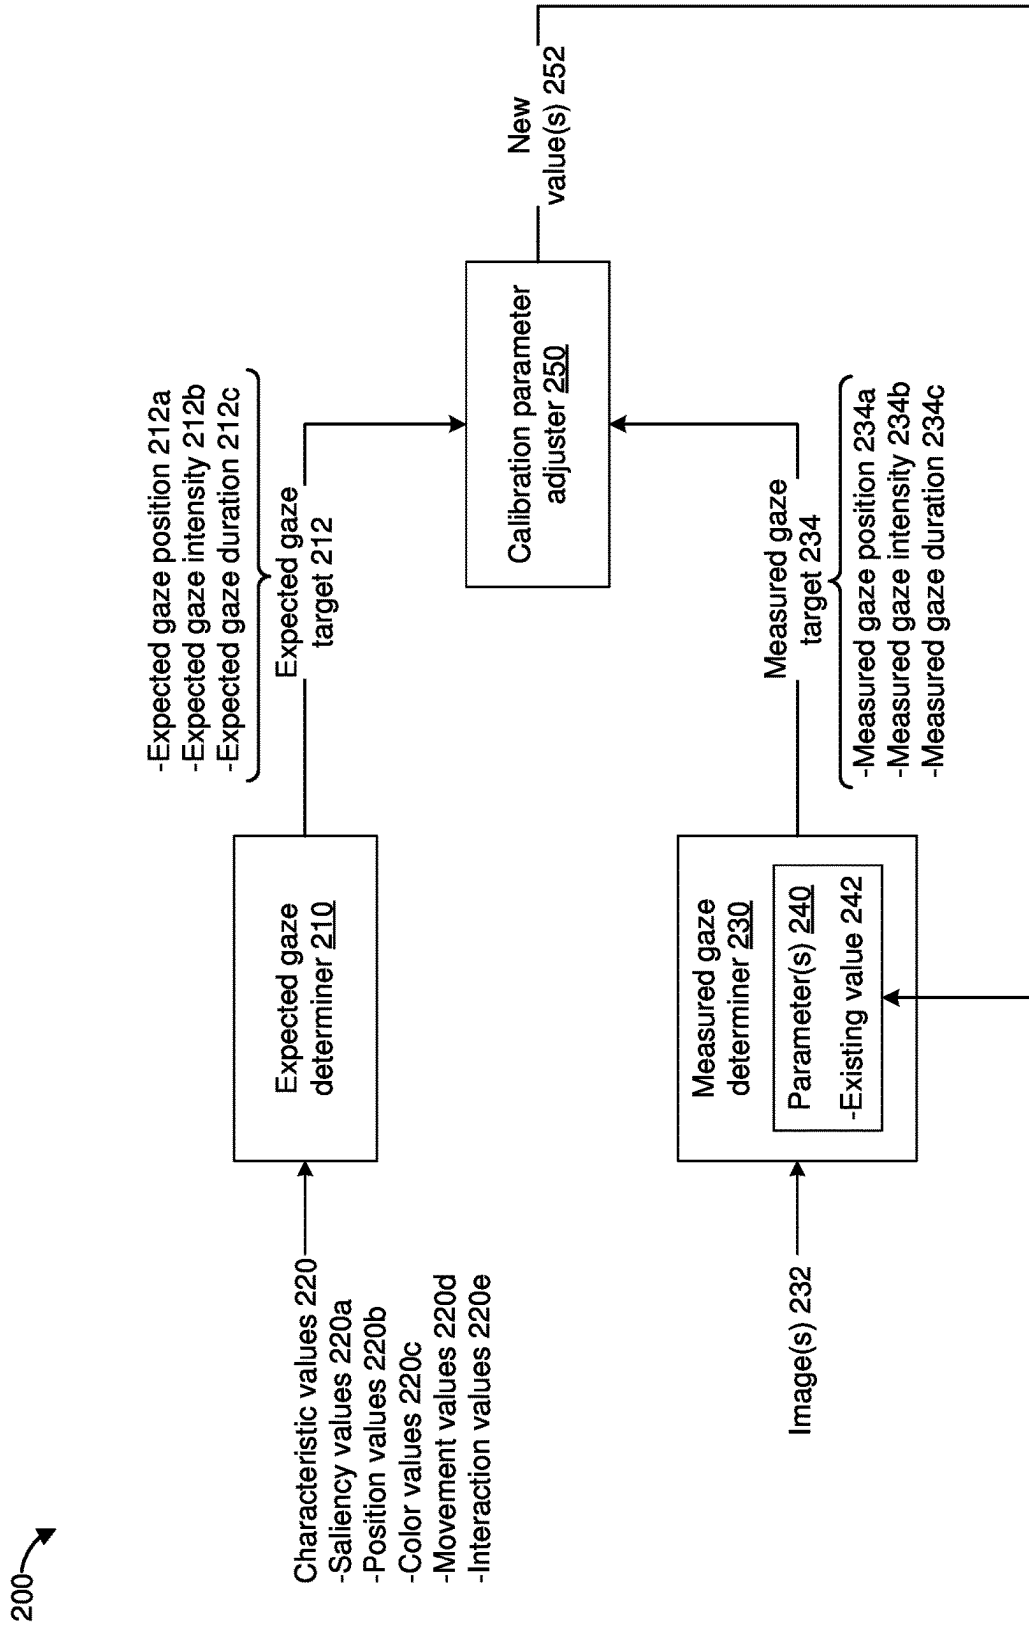 200
Characteristic values 220
-Saliency values 220a
-Position values 220b
-Color values 220c
-Movement values 220d
-Interaction values 220e
Expected gaze
determiner 210
-Expected gaze position 212a
-Expected gaze intensity 212b
-Expected gaze duration 212c
Expected gaze
target 212
Calibration parameter
adjuster 250
New
value(s) 252
Image(s) 232
Measured gaze
determiner 230
Parameter(s) 240
-Existing value 242
Measured gaze
target 234
-Measured gaze position 234a
-Measured gaze intensity 234b
-Measured gaze duration 234c